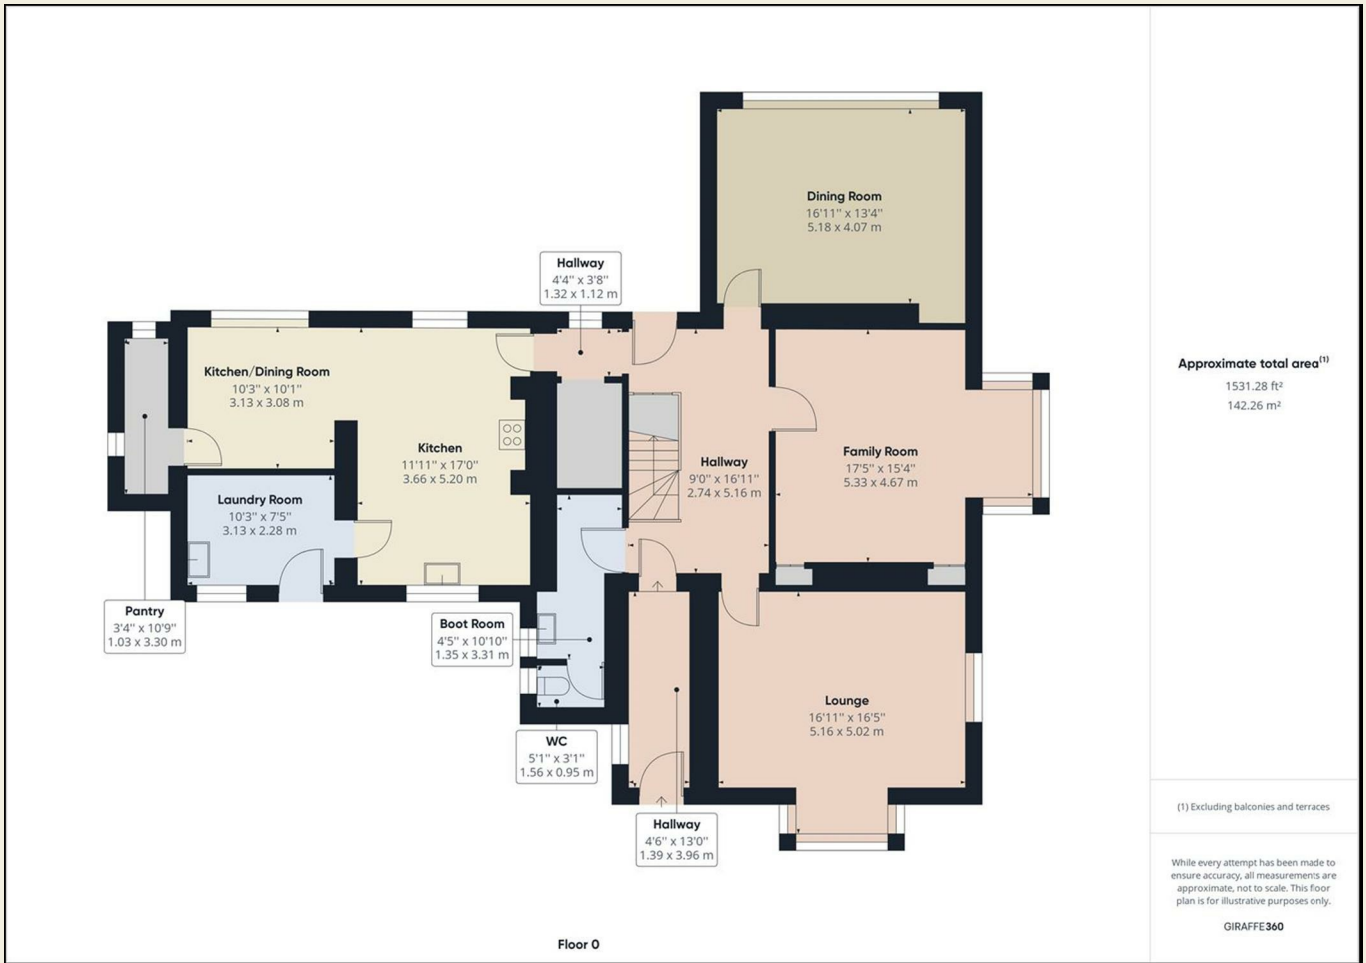 Dining Room
16'11" x 13'4"
5.18 x 4.07 m
Hallway
4'4" x 3'8"
1.32 x 1.12 m
Kitchen/Dining Room
10'3" x 10'1"
3.13 x 3.08 m
Kitchen
11'11" x 17'0"
3.66 x 5.20 m
Hallway
9'0" x 16'11"
2.74 x 5.16 m
Family Room
17'5" x 15'4"
5.33 x 4.67 m
Laundry Room
10'3" x 7'5"
3.13 x 2.28 m
Pantry
3'4" x 10'9"
1.03 x 3.30 m
Boot Room
4'5" x 10'10"
1.35 x 3.31 m
WC
5'1" x 3'1"
1.56 x 0.95 m
Lounge
16'11" x 16'5"
5.16 x 5.02 m
Hallway
4'6" x 13'0"
1.39 x 3.96 m
Floor 0
Approximate total area(1)
1531.28 ft²
142.26 m²
(1) Excluding balconies and terraces
While every attempt has been made to
ensure accuracy, all measurements are
approximate, not to scale. This floor
plan is for illustrative purposes only.
GIRAFFE360